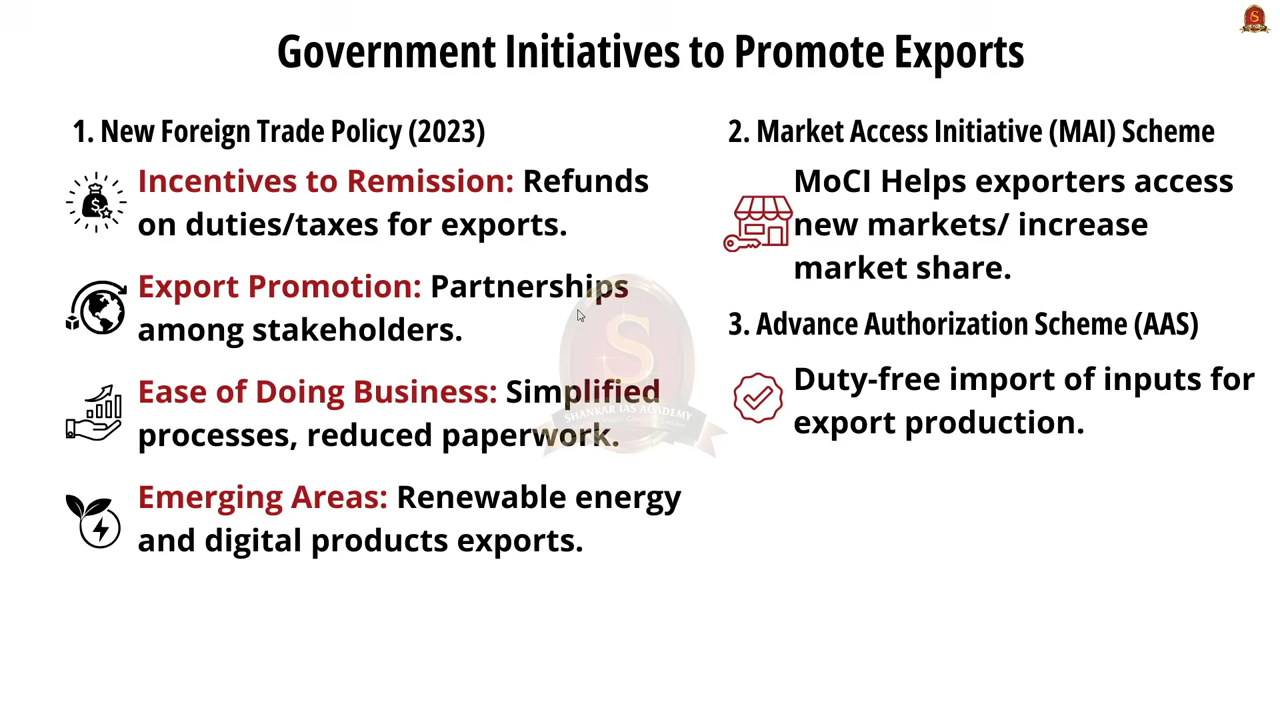 Government Initiatives to Promote Exports
1. New Foreign Trade Policy (2023)
Incentives to Remission: Refunds
on duties/taxes for exports.
Export Promotion: Partnerships
among stakeholders.
Ease of Doing Business: Simplified
processes, reduced paperwork.
Emerging Areas: Renewable energy
and digital products exports.
2. Market Access Initiative (MAI) Scheme
MoCI Helps exporters access
new markets/ increase
market share.
3. Advance Authorization Scheme (AAS)
Duty-free import of inputs for
export production.
S
SHANKAR IAS ACADEMY